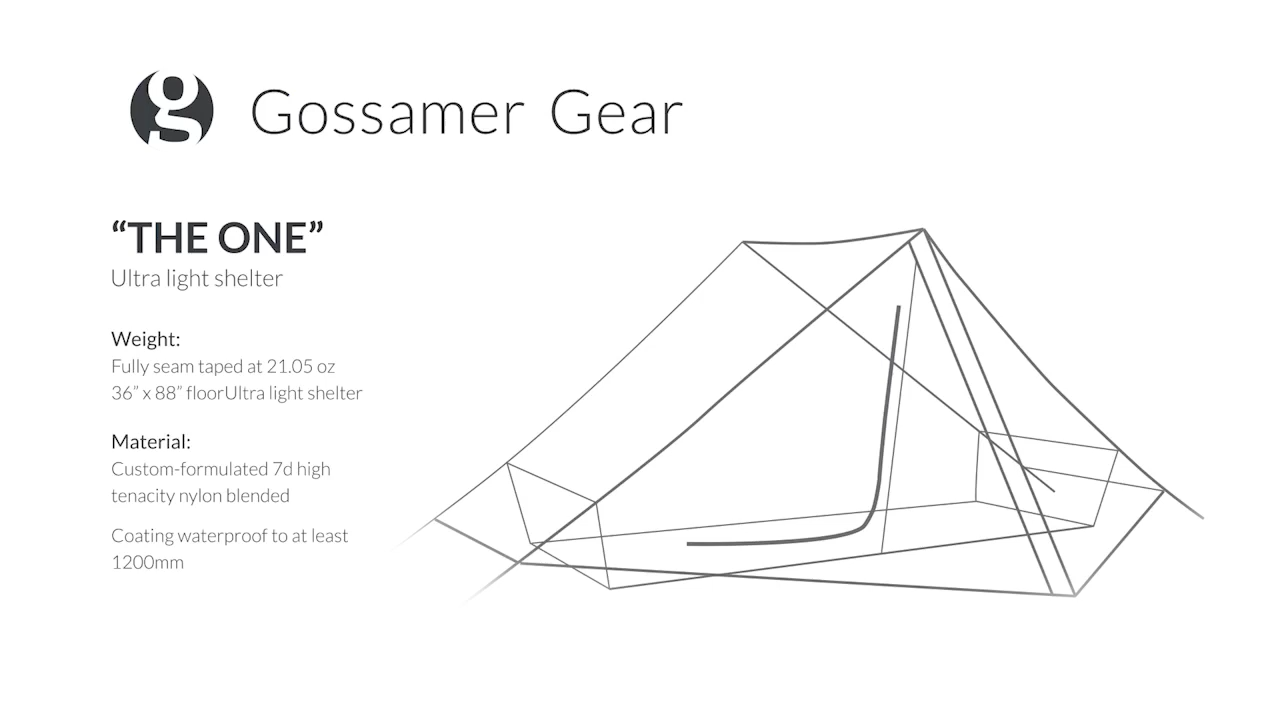 g
Gossamer Gear
“THE ONE”
Ultra light shelter
Weight:
Fully seam taped at 21.05 oz
36” x 88” floorUltra light shelter
Material:
Custom-formulated 7d high
tenacity nylon blended
Coating waterproof to at least
1200mm